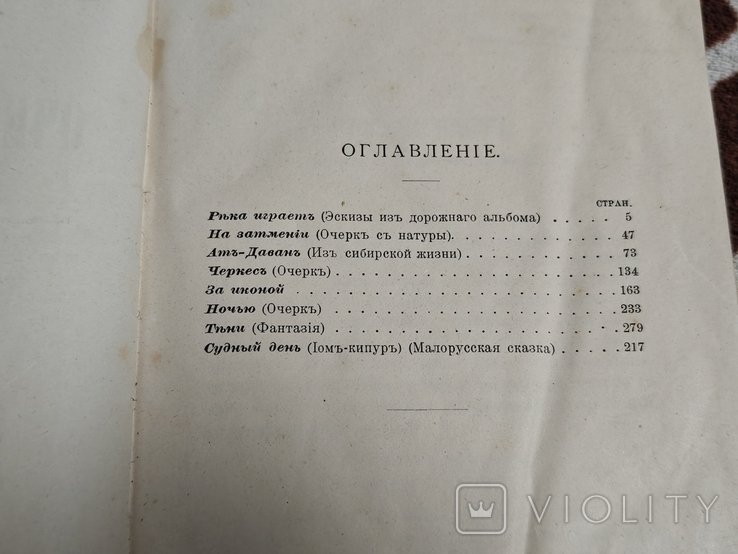 ОГЛАВЛЕНІЕ.
СТРАН.
Рѣка играетъ (Эскизы изъ дорожнаго альбома) . . . . . 5
На затменіи (Очеркъ съ натуры). . . . . . . . . . . . 47
Атъ-Даванъ (Изъ сибирской жизни) . . . . . . . . . . . 73
Черкесъ (Очеркъ) . . . . . . . . . . . . . . . . . . 134
За иконой . . . . . . . . . . . . . . . . . . . . . 163
Ночью (Очеркъ) . . . . . . . . . . . . . . . . . . . 233
Тѣни (Фантазія) . . . . . . . . . . . . . . . . . . 279
Судный день (Іомъ-кипуръ) (Малорусская сказка) . . . . . 217
VIOLITY